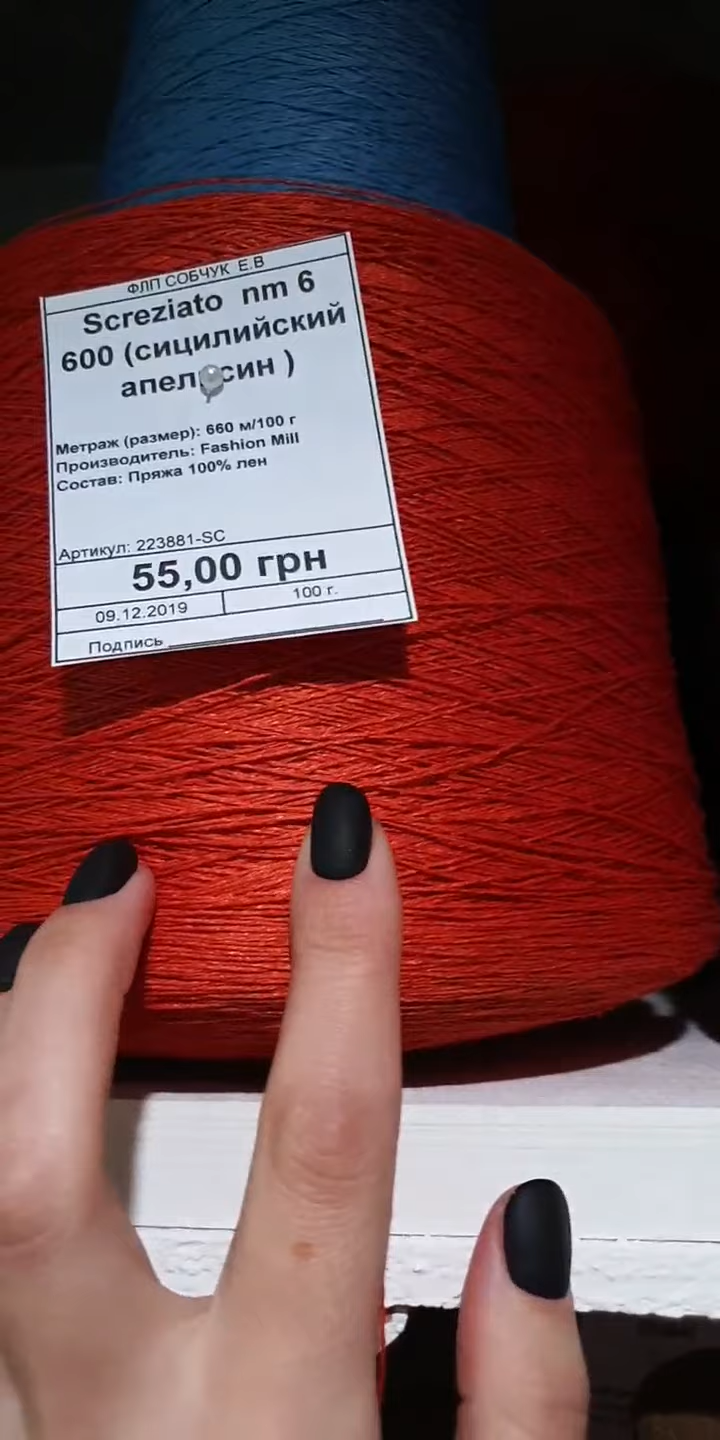 ФЛП СОБЧУК Е.В
Screziato nm 6
600 (сицилийский
апельсин )
Метраж (размер): 660 м/100 г
Производитель: Fashion Mill
Состав: Пряжа 100% лен
Артикул: 223881-SC
55,00 грн
09.12.2019 100 г.
Подпись